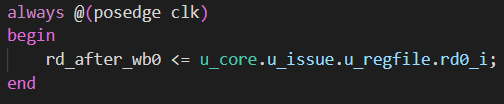 always @(posedge clk)
begin
    rd_after_wb0 <= u_core.u_issue.u_regfile.rd0_i;
end